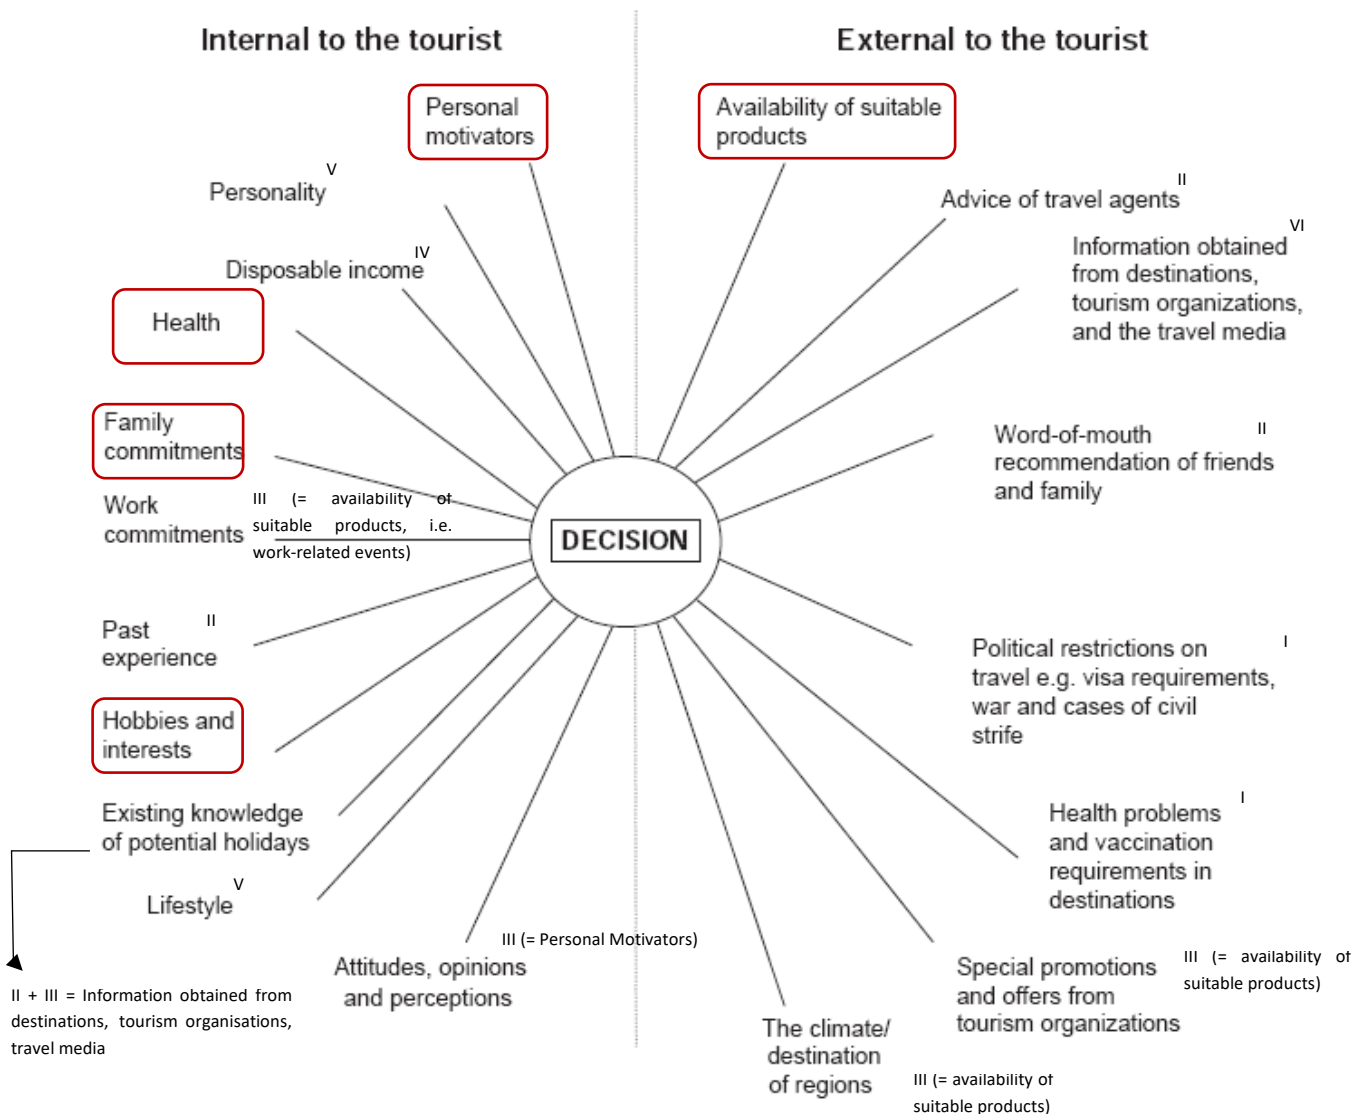 Internal to the tourist
External to the tourist
Personal
motivators
Availability of suitable
products
Personality V
Advice of travel agents II
Disposable income IV
Information obtained VI
from destinations,
tourism organizations,
and the travel media
Health
Family
commitments
Word-of-mouth II
recommendation of friends
and family
Work
commitments
III (= availability of
suitable products, i.e.
work-related events)
DECISION
Past II
experience
Political restrictions on I
travel e.g. visa requirements,
war and cases of civil
strife
Hobbies and
interests
Existing knowledge
of potential holidays
Health problems I
and vaccination
requirements in
destinations
Lifestyle V
III (= Personal Motivators)
Attitudes, opinions
and perceptions
Special promotions
and offers from
tourism organizations
III (= availability of
suitable products)
II + III = Information obtained from
destinations, tourism organisations,
travel media
The climate/
destination
of regions
III (= availability of
suitable products)